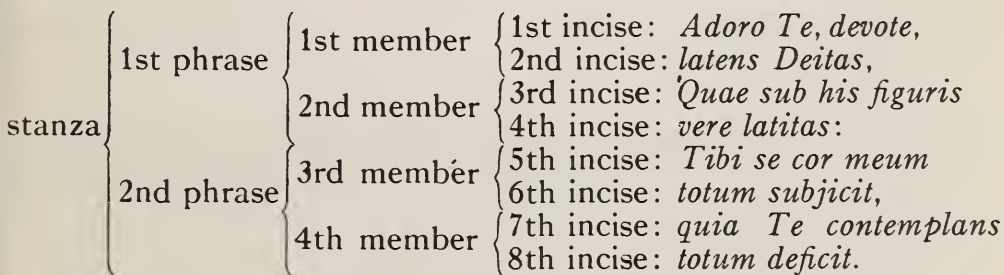 1st incise: Adoro Te, devote,
1st member
1st phrase
2nd incise: latens Deitas,
2nd member
3rd incise: Quae sub his figuris
4th incise: vere latitas:
stanza
3rd member
5th incise: Tibi se cor meum
2nd phrase
6th incise: totum subjicit,
4th member
7th incise: quia Te contemplans
8th incise: totum deficit.